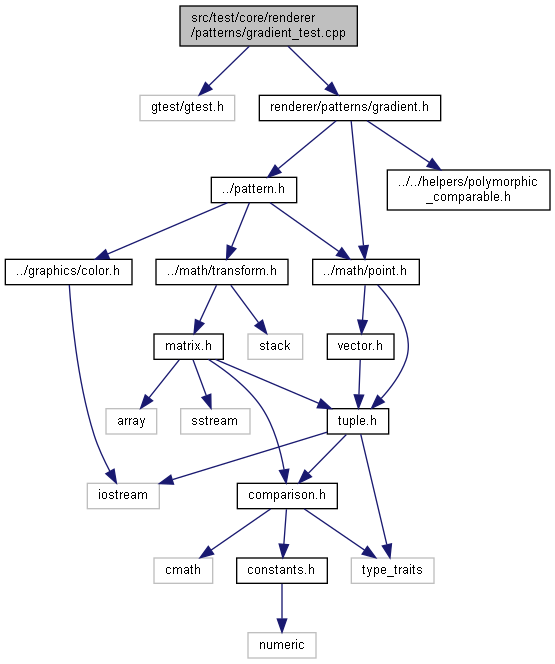 src/test/core/renderer
/patterns/gradient_test.cpp
gtest/gtest.h
renderer/patterns/gradient.h
../pattern.h
../../helpers/polymorphic
_comparable.h
../graphics/color.h
../math/transform.h
../math/point.h
matrix.h
stack
vector.h
array
sstream
tuple.h
iostream
comparison.h
cmath
constants.h
type_traits
numeric